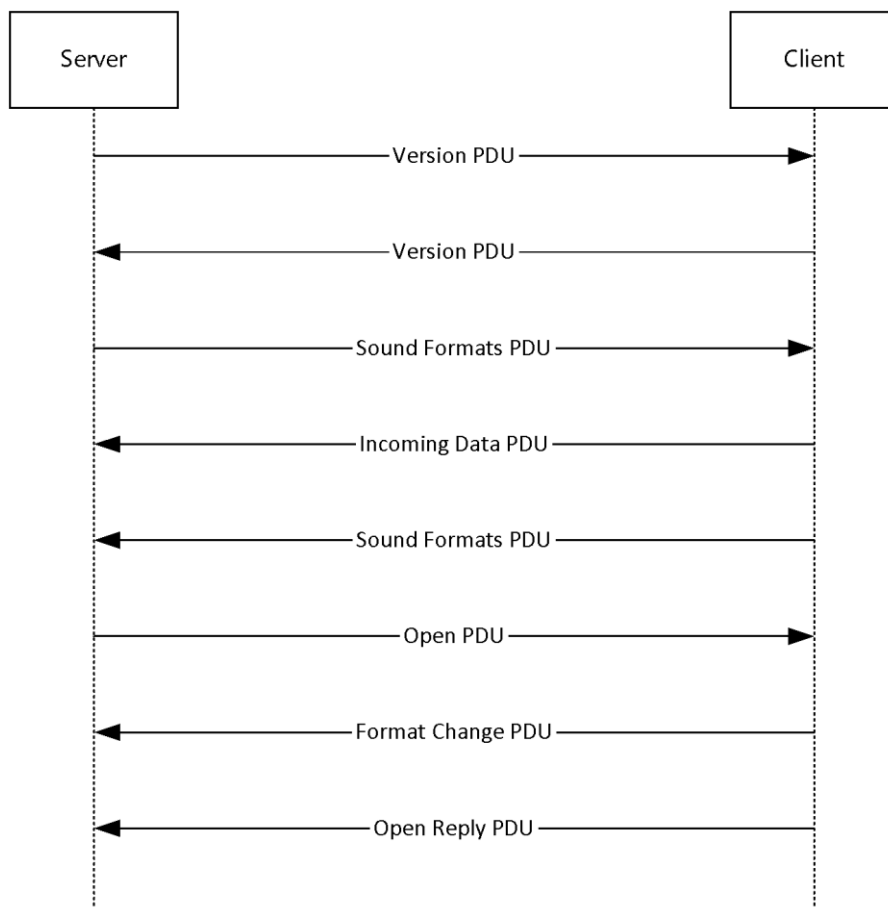 Server
Client
Version PDU
Version PDU
Sound Formats PDU
Incoming Data PDU
Sound Formats PDU
Open PDU
Format Change PDU
Open Reply PDU